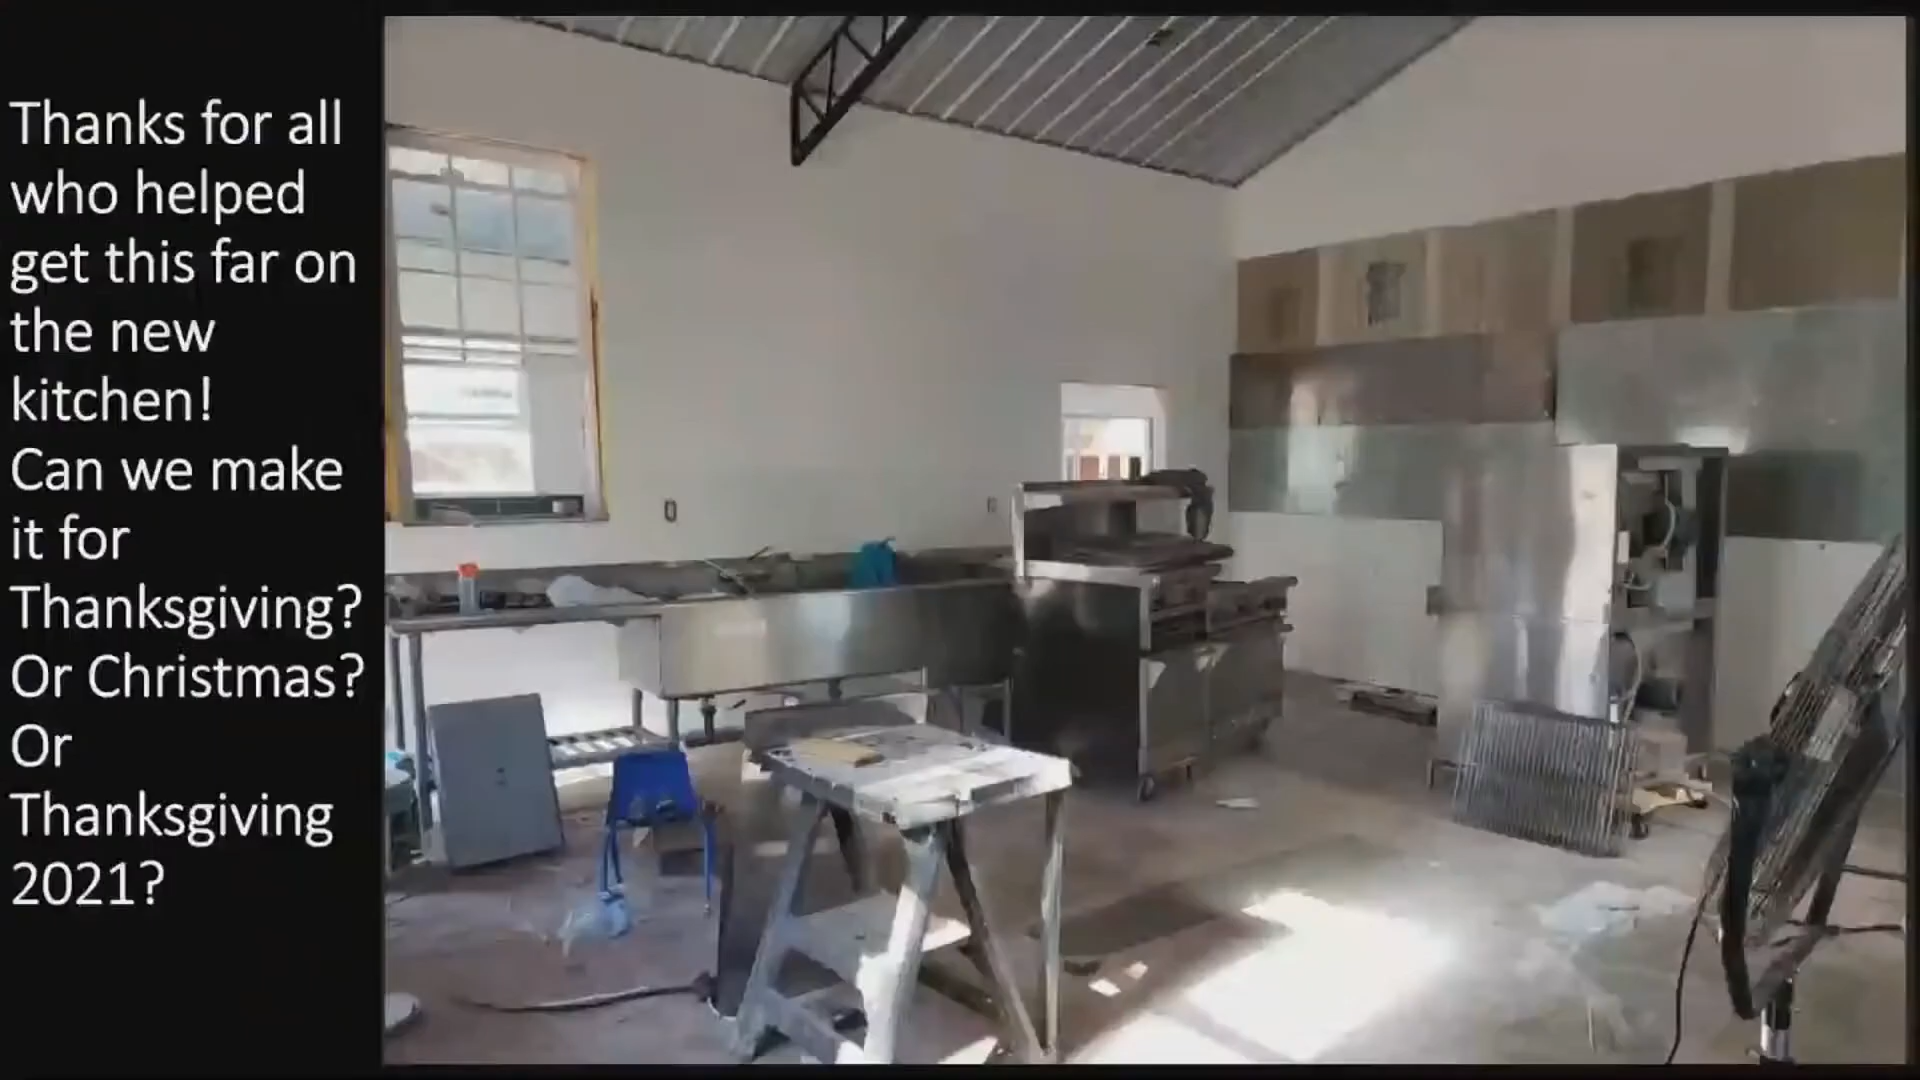 Thanks for all
who helped
get this far on
the new
kitchen!
Can we make
it for
Thanksgiving?
Or Christmas?
Or
Thanksgiving
2021?